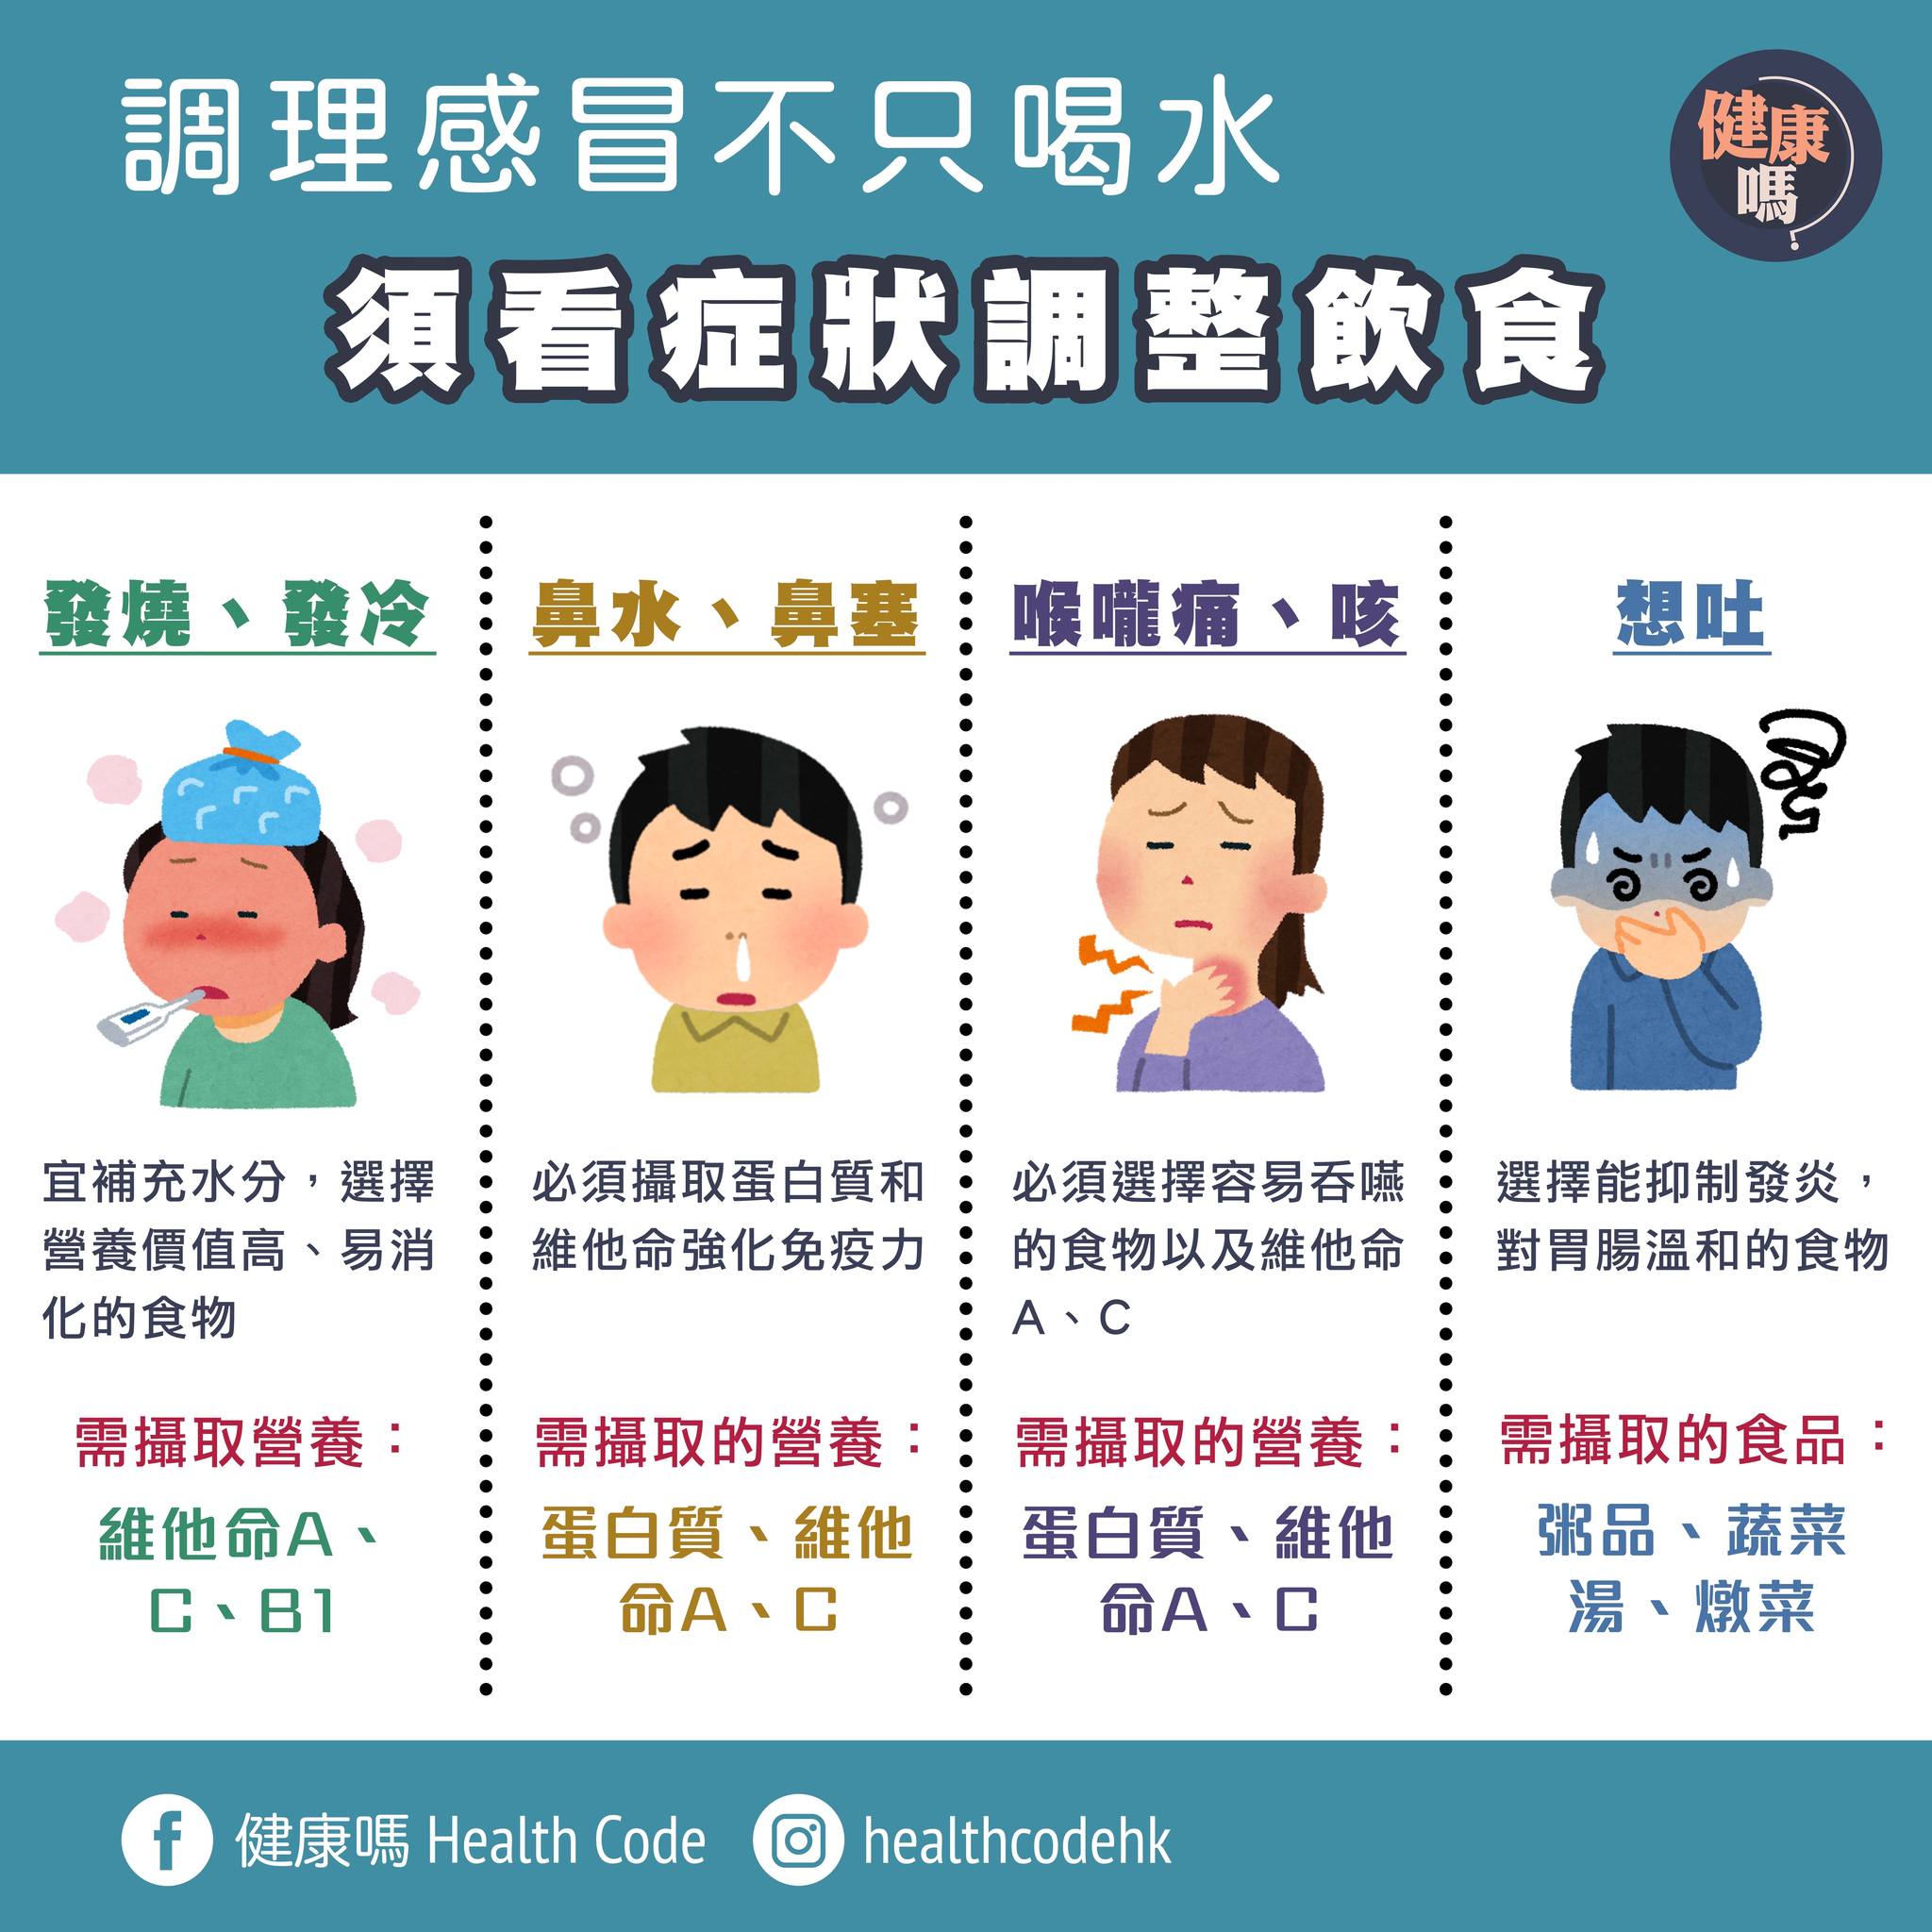 調理感冒不只喝水
健康
嗎?
須看症狀調整飲食
發燒、發冷
宜補充水分，選擇
營養價值高、易消
化的食物
需攝取營養：
維他命A、
C、B1
鼻水、鼻塞
必須攝取蛋白質和
維他命強化免疫力
需攝取的營養：
蛋白質、維他
命A、C
喉嚨痛、咳
必須選擇容易吞嚥
的食物以及維他命
A、C
需攝取的營養：
蛋白質、維他
命A、C
想吐
選擇能抑制發炎，
對胃腸溫和的食物
需攝取的食品：
粥品、蔬菜
湯、燉菜
健康嗎 Health Code
healthcodehk